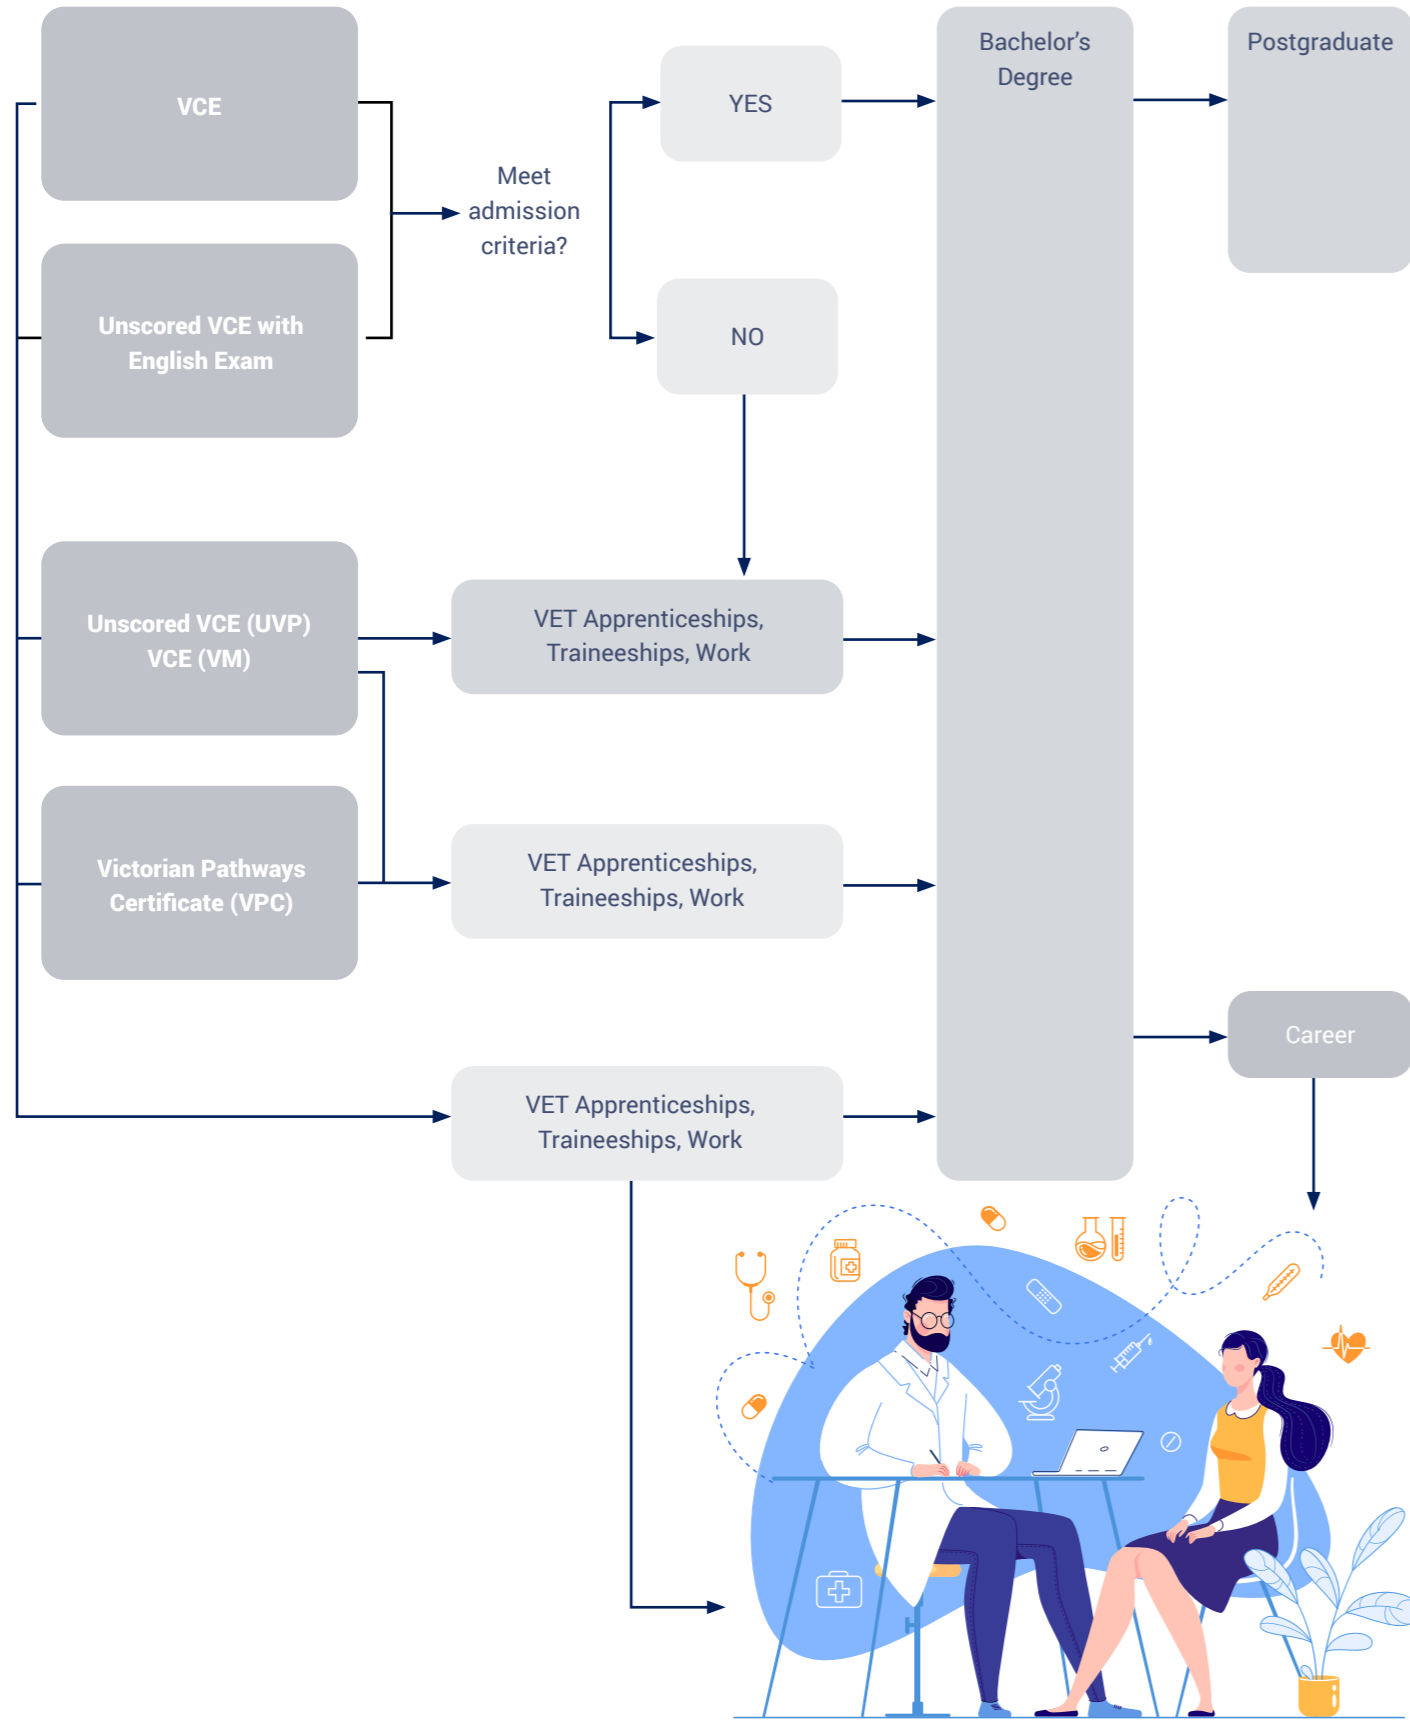 VCE
Unscored VCE with
English Exam
Meet
admission
criteria?
YES
NO
Bachelor's
Degree
Postgraduate
Unscored VCE (UVP)
VCE (VM)
VET Apprenticeships,
Traineeships, Work
Victorian Pathways
Certificate (VPC)
VET Apprenticeships,
Traineeships, Work
VET Apprenticeships,
Traineeships, Work
Career